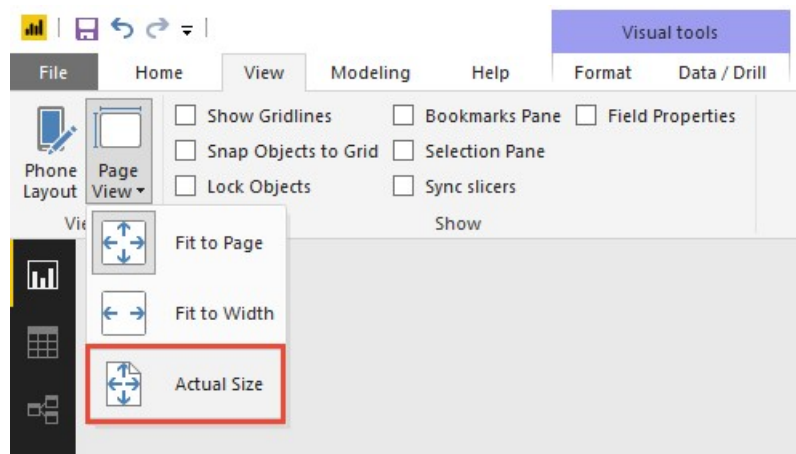 Visual tools
File Home View Modeling Help Format Data / Drill
Show Gridlines Bookmarks Pane Field Properties
Snap Objects to Grid Selection Pane
Phone Page
Layout View Lock Objects Sync slicers
Vie Show
Fit to Page
Fit to Width
Actual Size